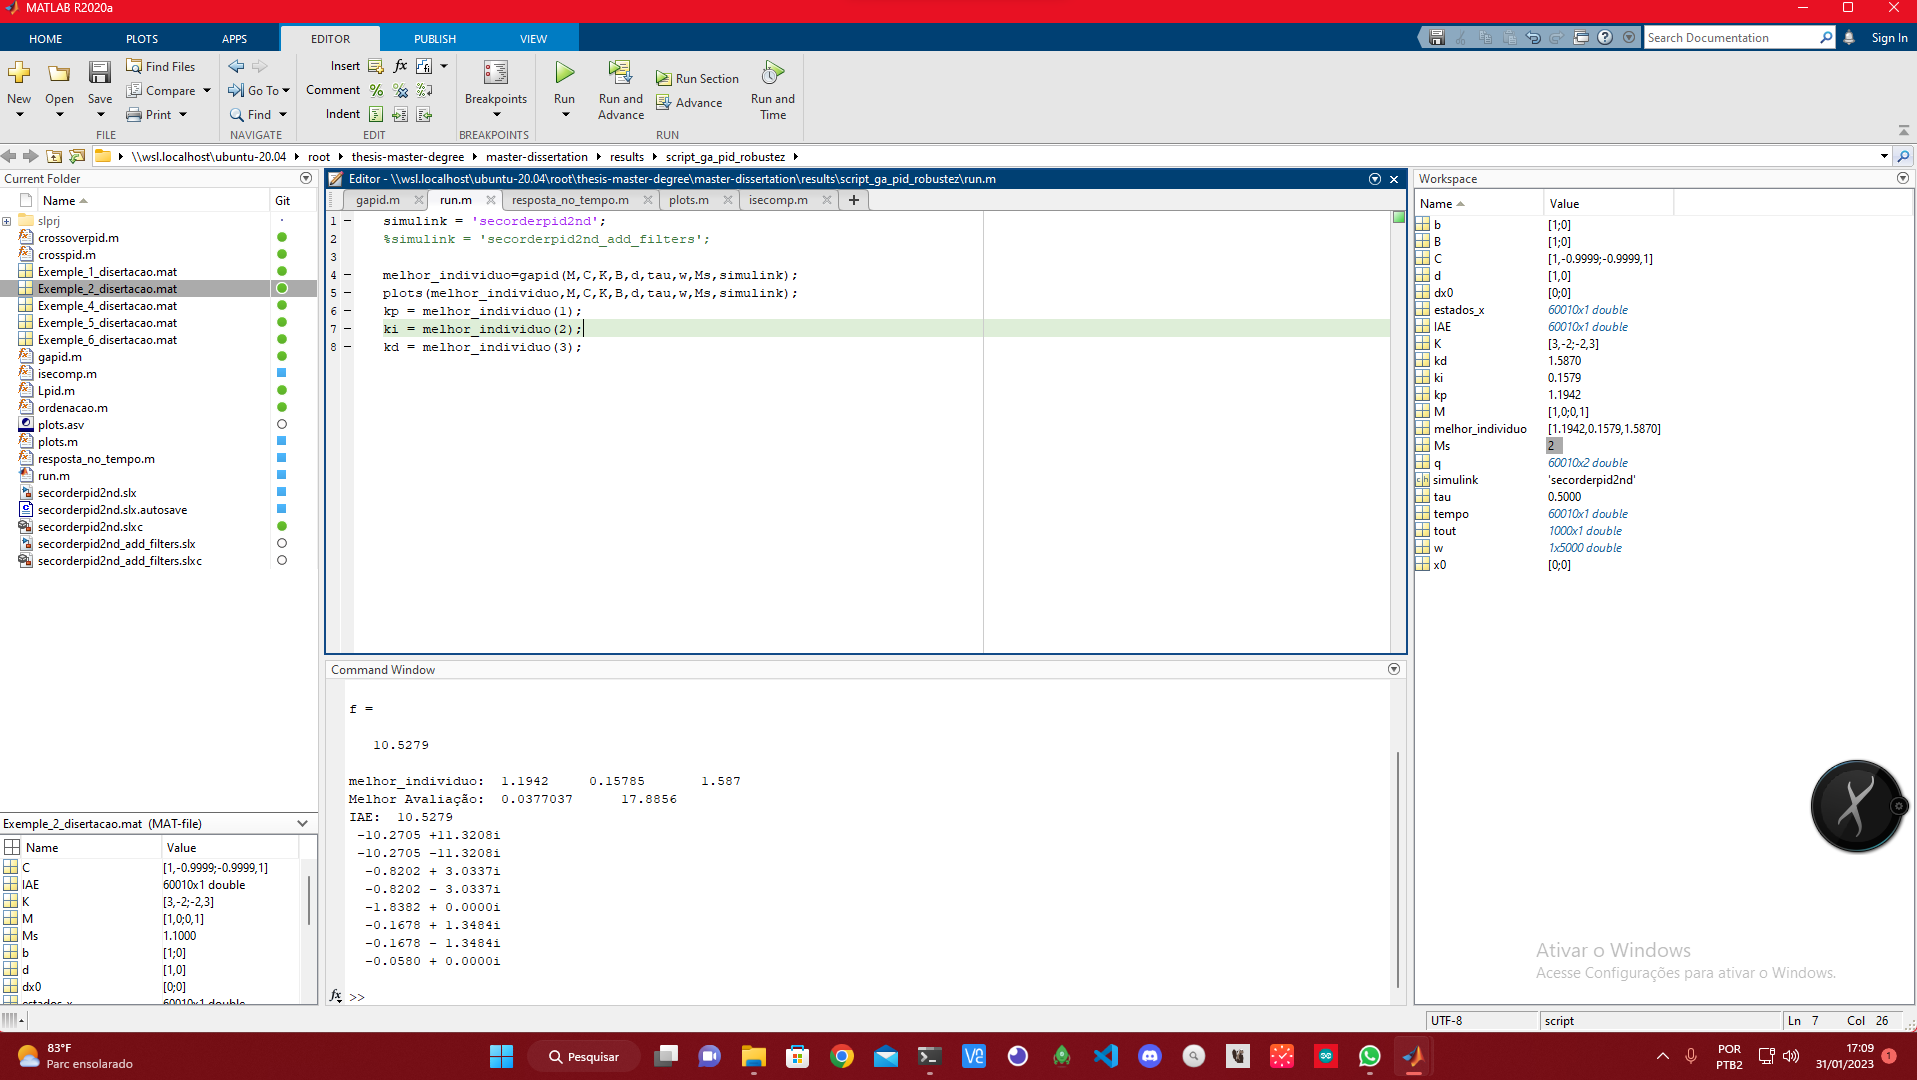 MATLAB R2020a
HOME PLOTS APPS EDITOR PUBLISH VIEW
Search Documentation
Sign In
New
Open
Save
Find Files
Compare
Print
FILE
Go To
Find
NAVIGATE
Insert
fx
Comment
Indent
EDIT
Breakpoints
BREAKPOINTS
Run
Run and Advance
Run Section
Advance
Run and Time
RUN
\\wsl.localhost\ubuntu-20.04 root thesis-master-degree master-dissertation results script_ga_pid_robustez
Current Folder
Name Git
slprj
crossoverpid.m
crosspid.m
Exemple_1_disertacao.mat
Exemple_2_disertacao.mat
Exemple_4_disertacao.mat
Exemple_5_disertacao.mat
Exemple_6_disertacao.mat
gapid.m
isecomp.m
Lpid.m
ordenacao.m
plots.asv
plots.m
resposta_no_tempo.m
run.m
secorderpid2nd.slx
secorderpid2nd.slx.autosave
secorderpid2nd.slxc
secorderpid2nd_add_filters.slx
secorderpid2nd_add_filters.slxc
Exemple_2_disertacao.mat (MAT-file)
Name Value
C [1,-0.9999;-0.9999,1]
IAE 60010x1 double
K [3,-2;-2,3]
M [1,0;0,1]
Ms 1.1000
b [1;0]
d [1,0]
dx0 [0;0]
estados_x 60010x1 double
Editor - \\wsl.localhost\ubuntu-20.04\root\thesis-master-degree\master-dissertation\results\script_ga_pid_robustez\run.m
gapid.m run.m resposta_no_tempo.m plots.m isecomp.m
1 simulink = 'secorderpid2nd';
2 %simulink = 'secorderpid2nd_add_filters';
3
4 melhor_individuo=gapid(M,C,K,B,d,tau,w,Ms,simulink);
5 plots(melhor_individuo,M,C,K,B,d,tau,w,Ms,simulink);
6 kp = melhor_individuo(1);
7 ki = melhor_individuo(2);
8 kd = melhor_individuo(3);
Command Window
f =
10.5279
melhor_individuo: 1.1942 0.15785 1.587
Melhor Avaliação: 0.0377037 17.8856
IAE: 10.5279
-10.2705 +11.3208i
-10.2705 -11.3208i
-0.8202 + 3.0337i
-0.8202 - 3.0337i
-1.8382 + 0.0000i
-0.1678 + 1.3484i
-0.1678 - 1.3484i
-0.0580 + 0.0000i
fx >>
Workspace
Name Value
b [1;0]
B [1;0]
C [1,-0.9999;-0.9999,1]
d [1,0]
dx0 [0;0]
estados_x 60010x1 double
IAE 60010x1 double
K [3,-2;-2,3]
kd 1.5870
ki 0.1579
kp 1.1942
M [1,0;0,1]
melhor_individuo [1.1942,0.1579,1.5870]
Ms 2
q 60010x2 double
simulink 'secorderpid2nd'
tau 0.5000
tempo 60010x1 double
tout 1000x1 double
w 1x5000 double
x0 [0;0]
Ativar o Windows
Acesse Configurações para ativar o Windows.
UTF-8 script Ln 7 Col 26
83°F
Parc ensolarado
Pesquisar
POR
PTB2
17:09
31/01/2023
1